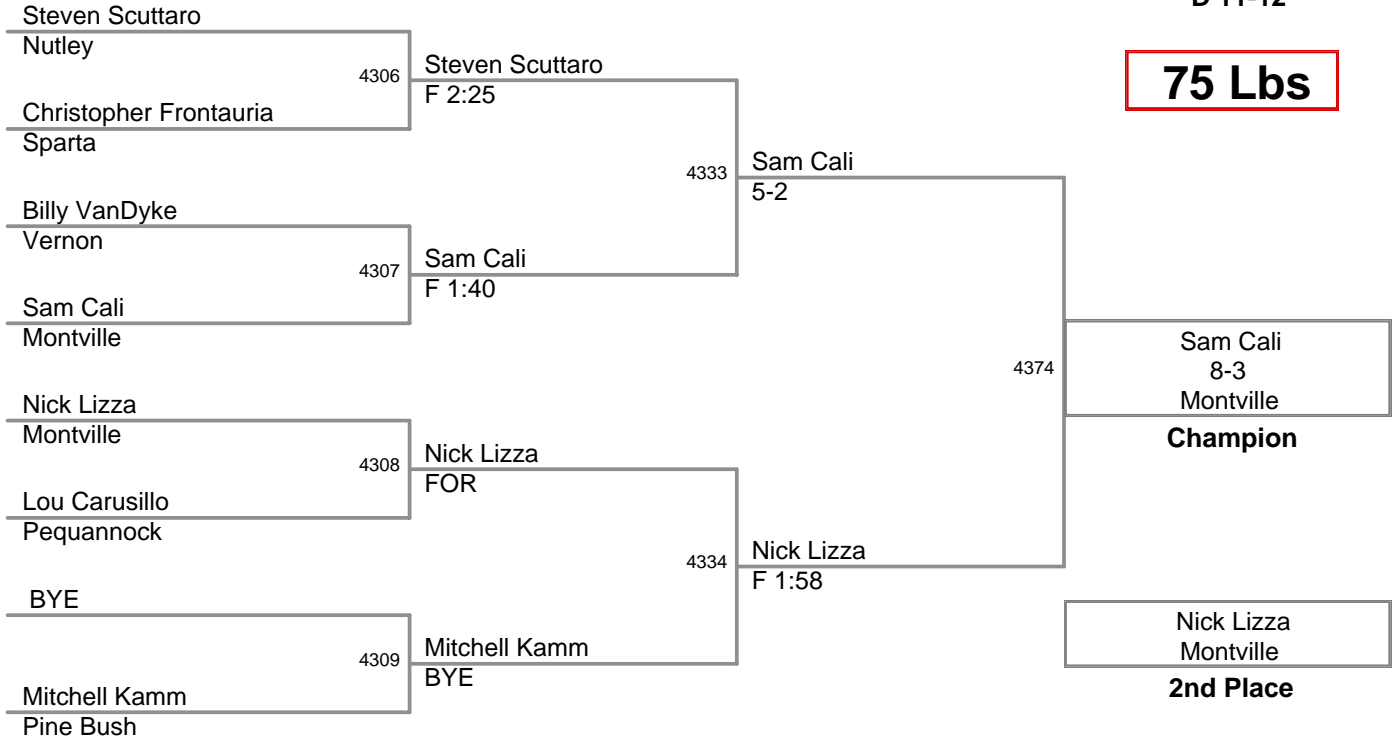 D 11-12
75 Lbs
Steven Scuttaro
Nutley
4306
Christopher Frontauria
Sparta
Steven Scuttaro
F 2:25
4333
Billy VanDyke
Vernon
4307
Sam Cali
Montville
Sam Cali
F 1:40
Sam Cali
5-2
4374
Nick Lizza
Montville
4308
Lou Carusillo
Pequannock
Nick Lizza
FOR
4334
BYE
4309
Mitchell Kamm
Pine Bush
Mitchell Kamm
BYE
Nick Lizza
F 1:58
Sam Cali
8-3
Montville
Champion
Nick Lizza
Montville
2nd Place